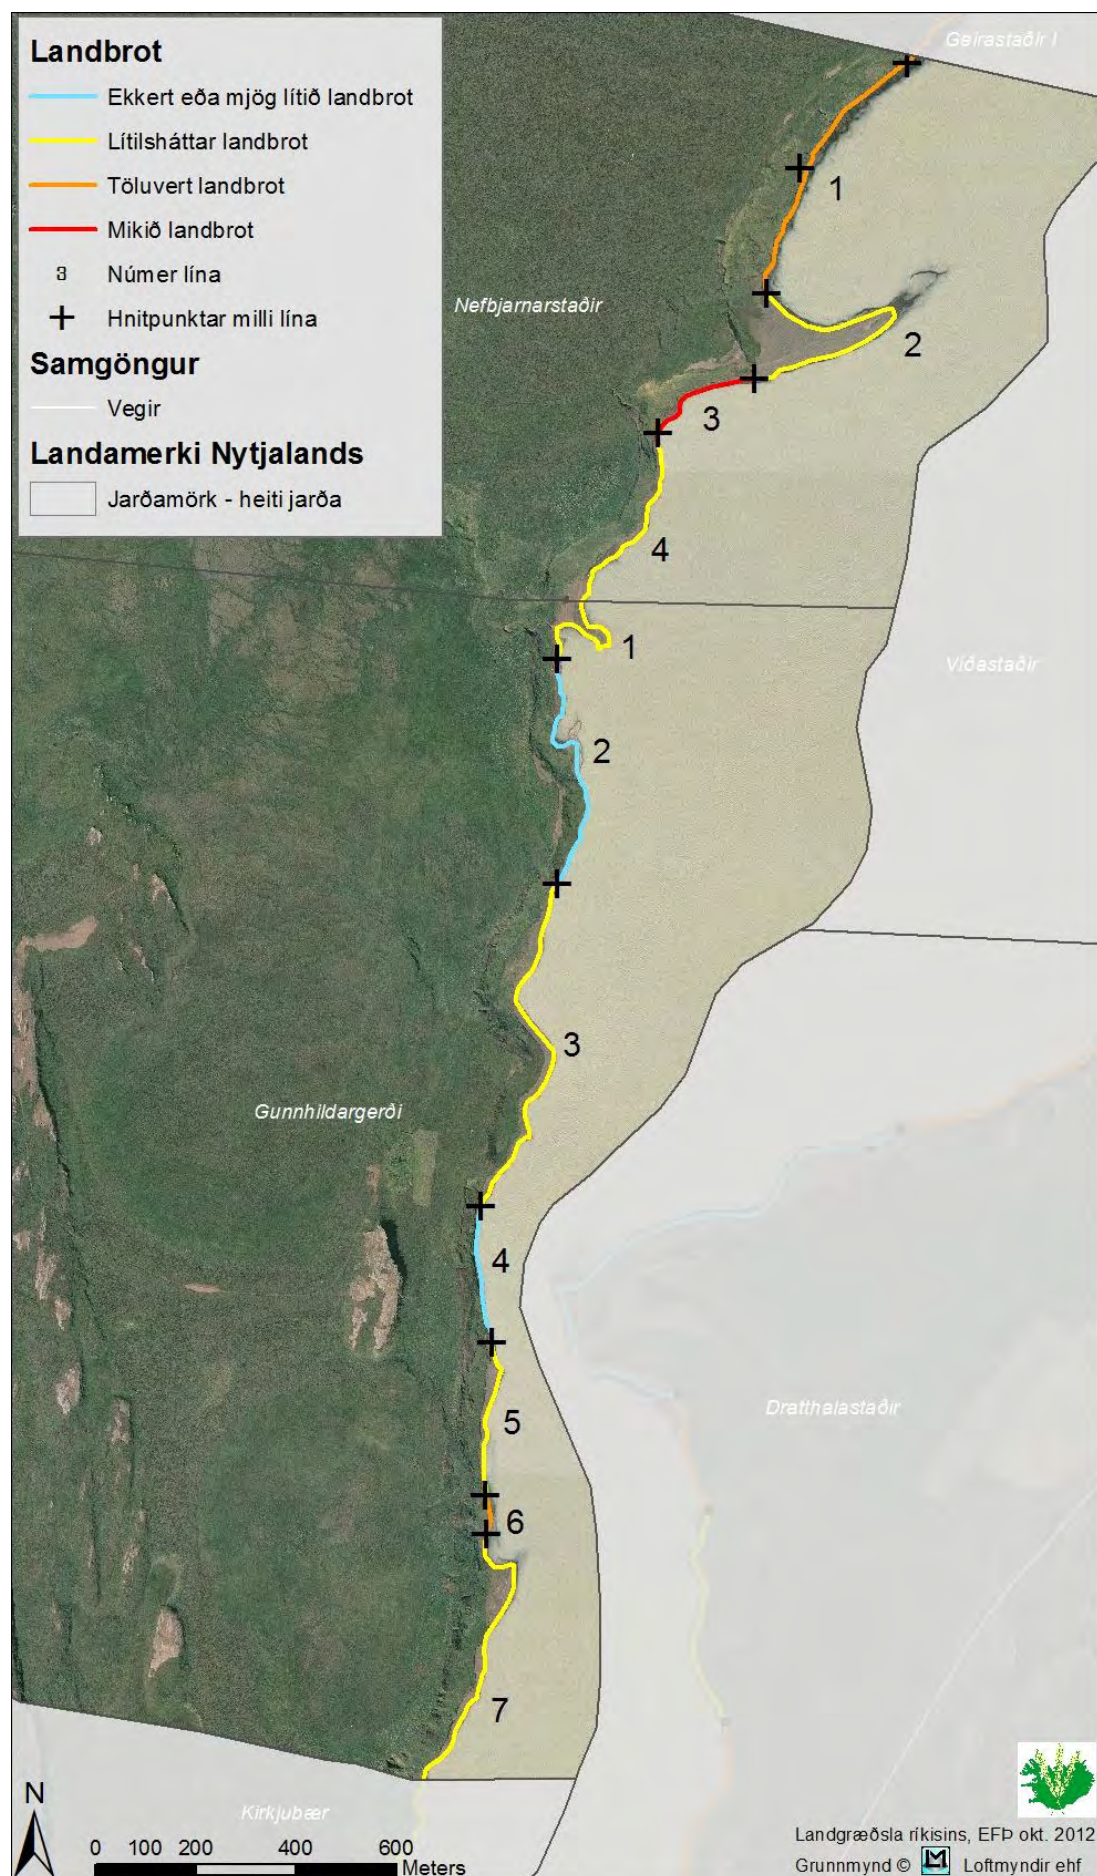 Landbrot
Ekkert eða mjög lítið landbrot
Lítilsháttar landbrot
Töluvert landbrot
Mikið landbrot
3 Númer lína
Hnitpunktar milli lína
Samgöngur
Vegir
Landamerki Nytjalands
Jarðamörk - heiti jarða
Geirastaðir I
1
Nefbjarnarstaðir
2
3
4
1
Víðastaðir
2
3
Gunnhildargerði
4
Dratthalastaðir
5
6
7
N
Kirkjubær
0 100 200 400 600
Meters
Landgræðsla ríkisins, EFÞ okt. 2012
Grunnmynd © Loftmyndir ehf